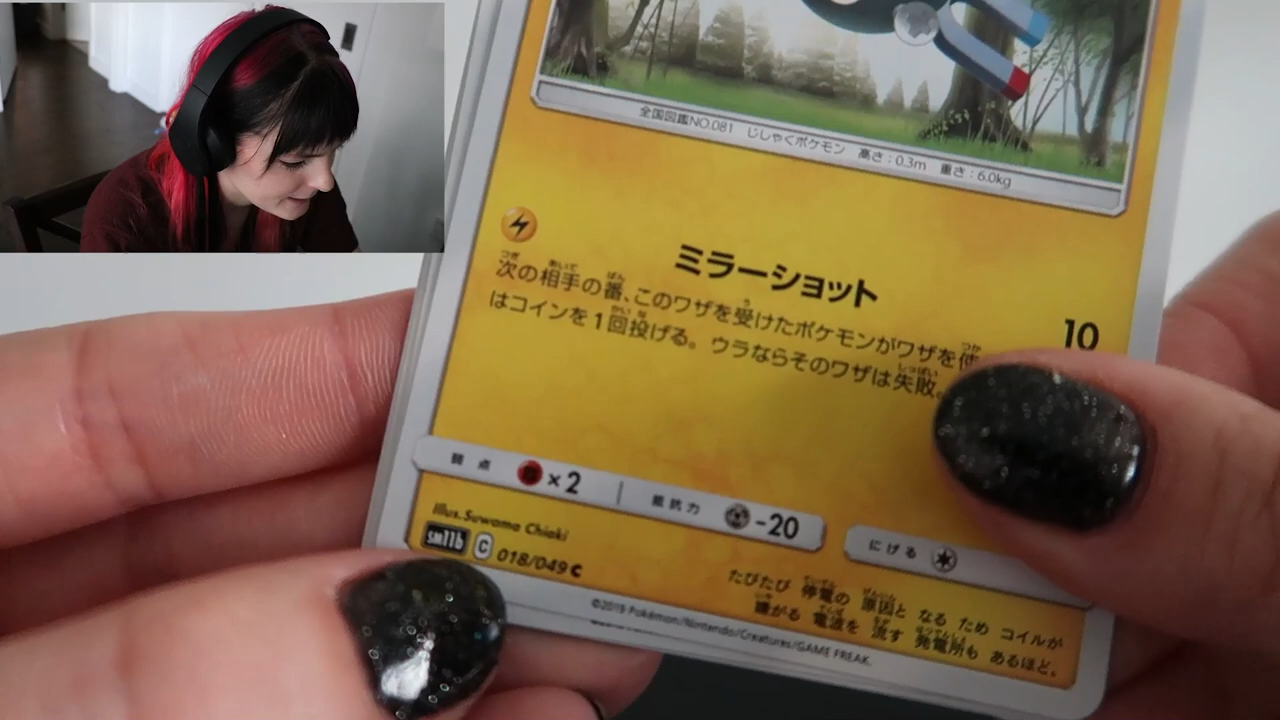 全国図鑑NO.081 じしゃくポケモン 高さ：0.3m 重さ：6.0kg
ミラーショット
10
次の相手の番、このワザを受けたポケモンがワザを使
はコインを1回投げる。ウラならそのワザは失敗。
弱点 ×2 抵抗力 -20 にげる
Illus.Suwama Chiaki
sm11b C 018/049 C
たびたび 停電の 原因と なる ため コイルが
嫌がる 電波を 流す 発電所も あるほど。
©2019 Pokémon/Nintendo/Creatures/GAME FREAK.